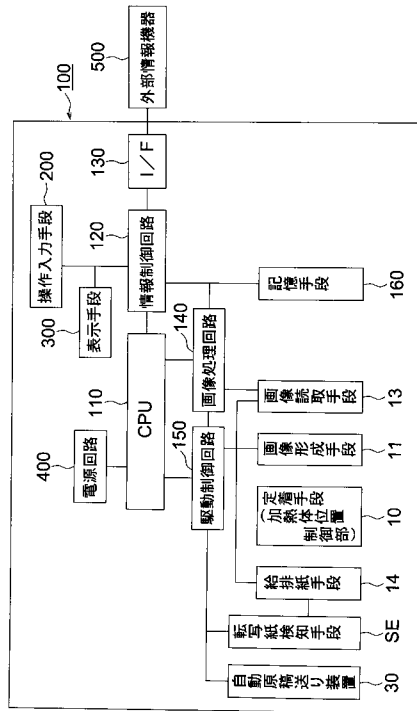 100
外部情報機器
500
I/F
130
操作入力手段
200
表示手段
300
情報制御回路
120
電源回路
400
CPU
110
画像処理回路
140
駆動制御回路
150
記憶手段
160
画像読取手段
13
画像形成手段
11
定着手段
(加熱体位置
制御部)
10
給排紙手段
14
転写紙検知手段
SE
自動原稿送り装置
30